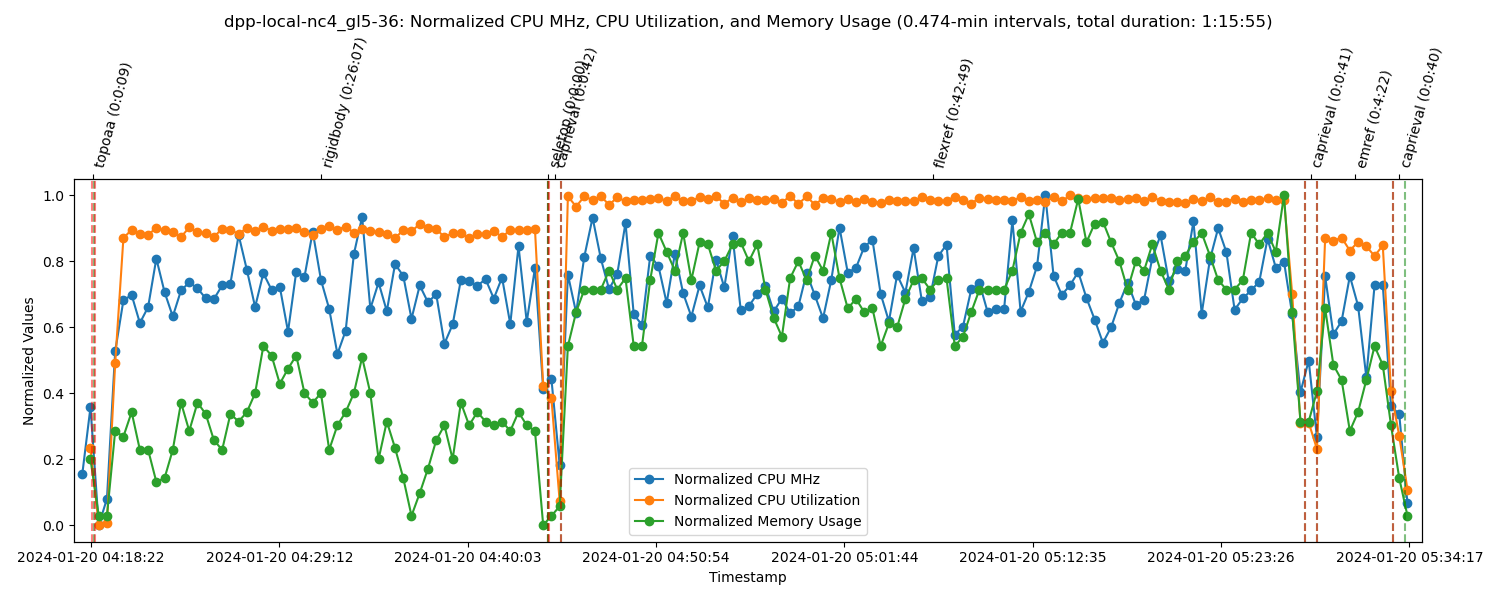 dpp-local-nc4_gl5-36: Normalized CPU MHz, CPU Utilization, and Memory Usage (0.474-min intervals, total duration: 1:15:55)
topoaa (0:0:09)
rigidbody (0:26:07)
seletop (0:0:00)
caprieval (0:0:42)
flexref (0:42:49)
caprieval (0:0:41)
emref (0:4:22)
caprieval (0:0:40)
Normalized Values
1.0
0.8
0.6
0.4
0.2
0.0
Normalized CPU MHz
Normalized CPU Utilization
Normalized Memory Usage
2024-01-20 04:18:22
2024-01-20 04:29:12
2024-01-20 04:40:03
2024-01-20 04:50:54
2024-01-20 05:01:44
2024-01-20 05:12:35
2024-01-20 05:23:26
2024-01-20 05:34:17
Timestamp